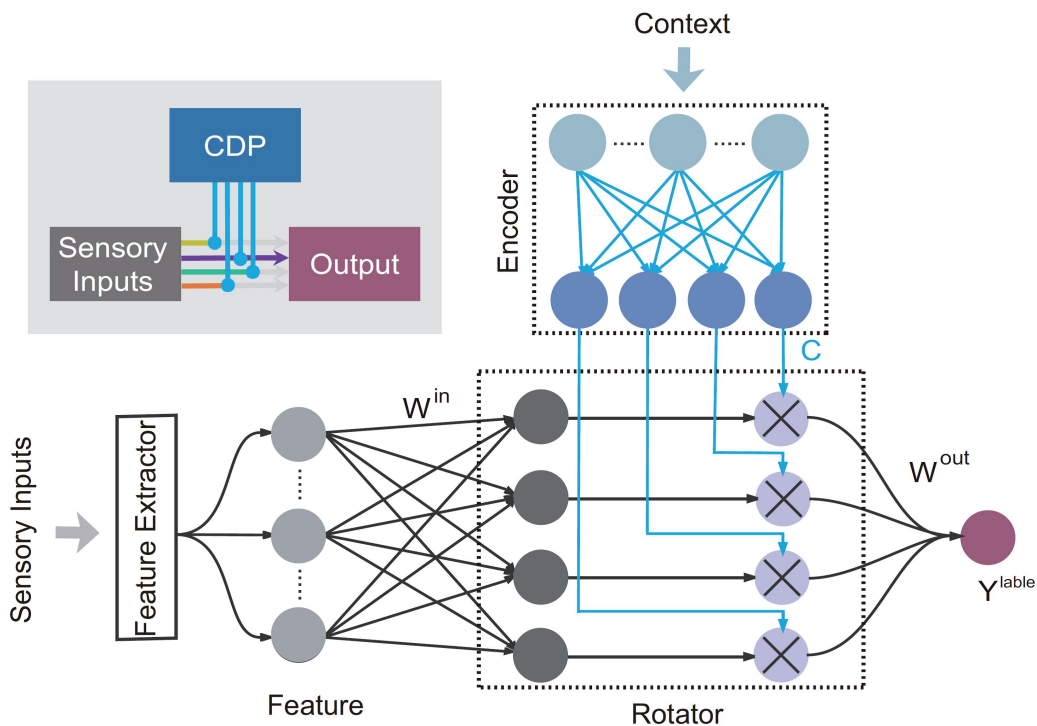 Context
CDP
Sensory
Inputs
Output
Encoder
C
W^in
W^out
Sensory Inputs
Feature Extractor
Y^lable
Feature
Rotator